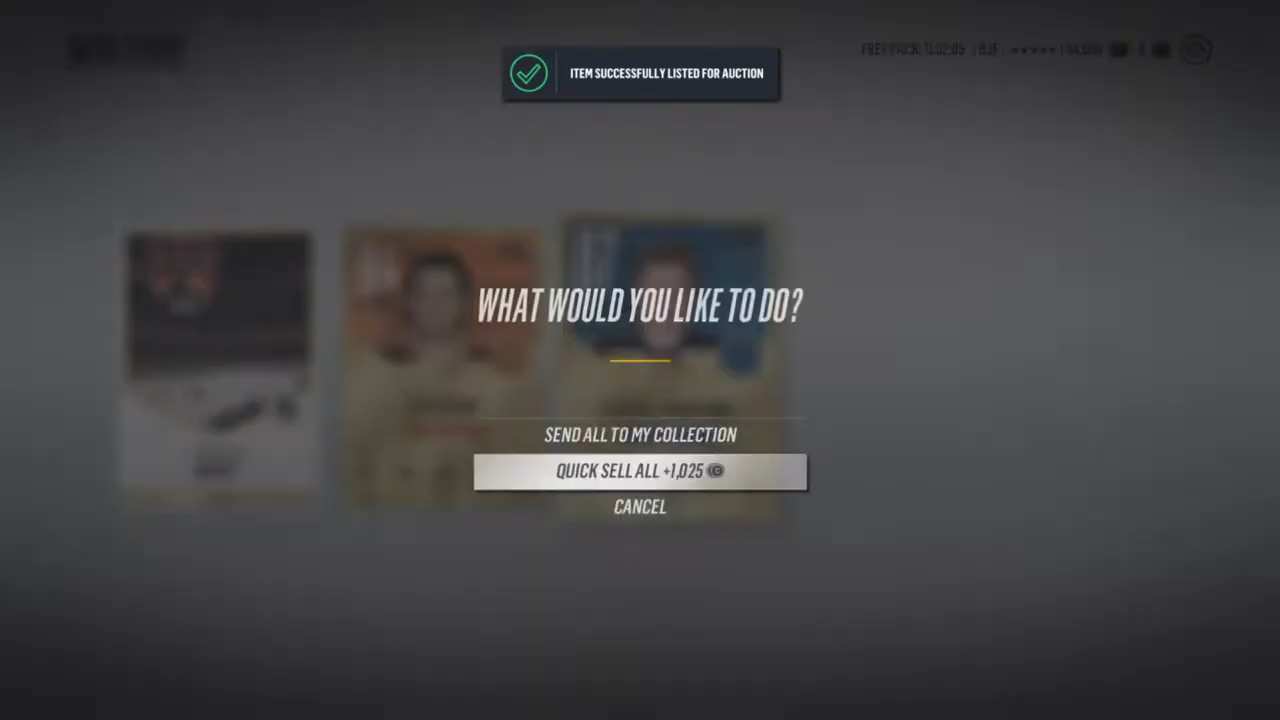 ITEM SUCCESSFULLY LISTED FOR AUCTION
WHAT WOULD YOU LIKE TO DO?
SEND ALL TO MY COLLECTION
QUICK SELL ALL +1,025
CANCEL